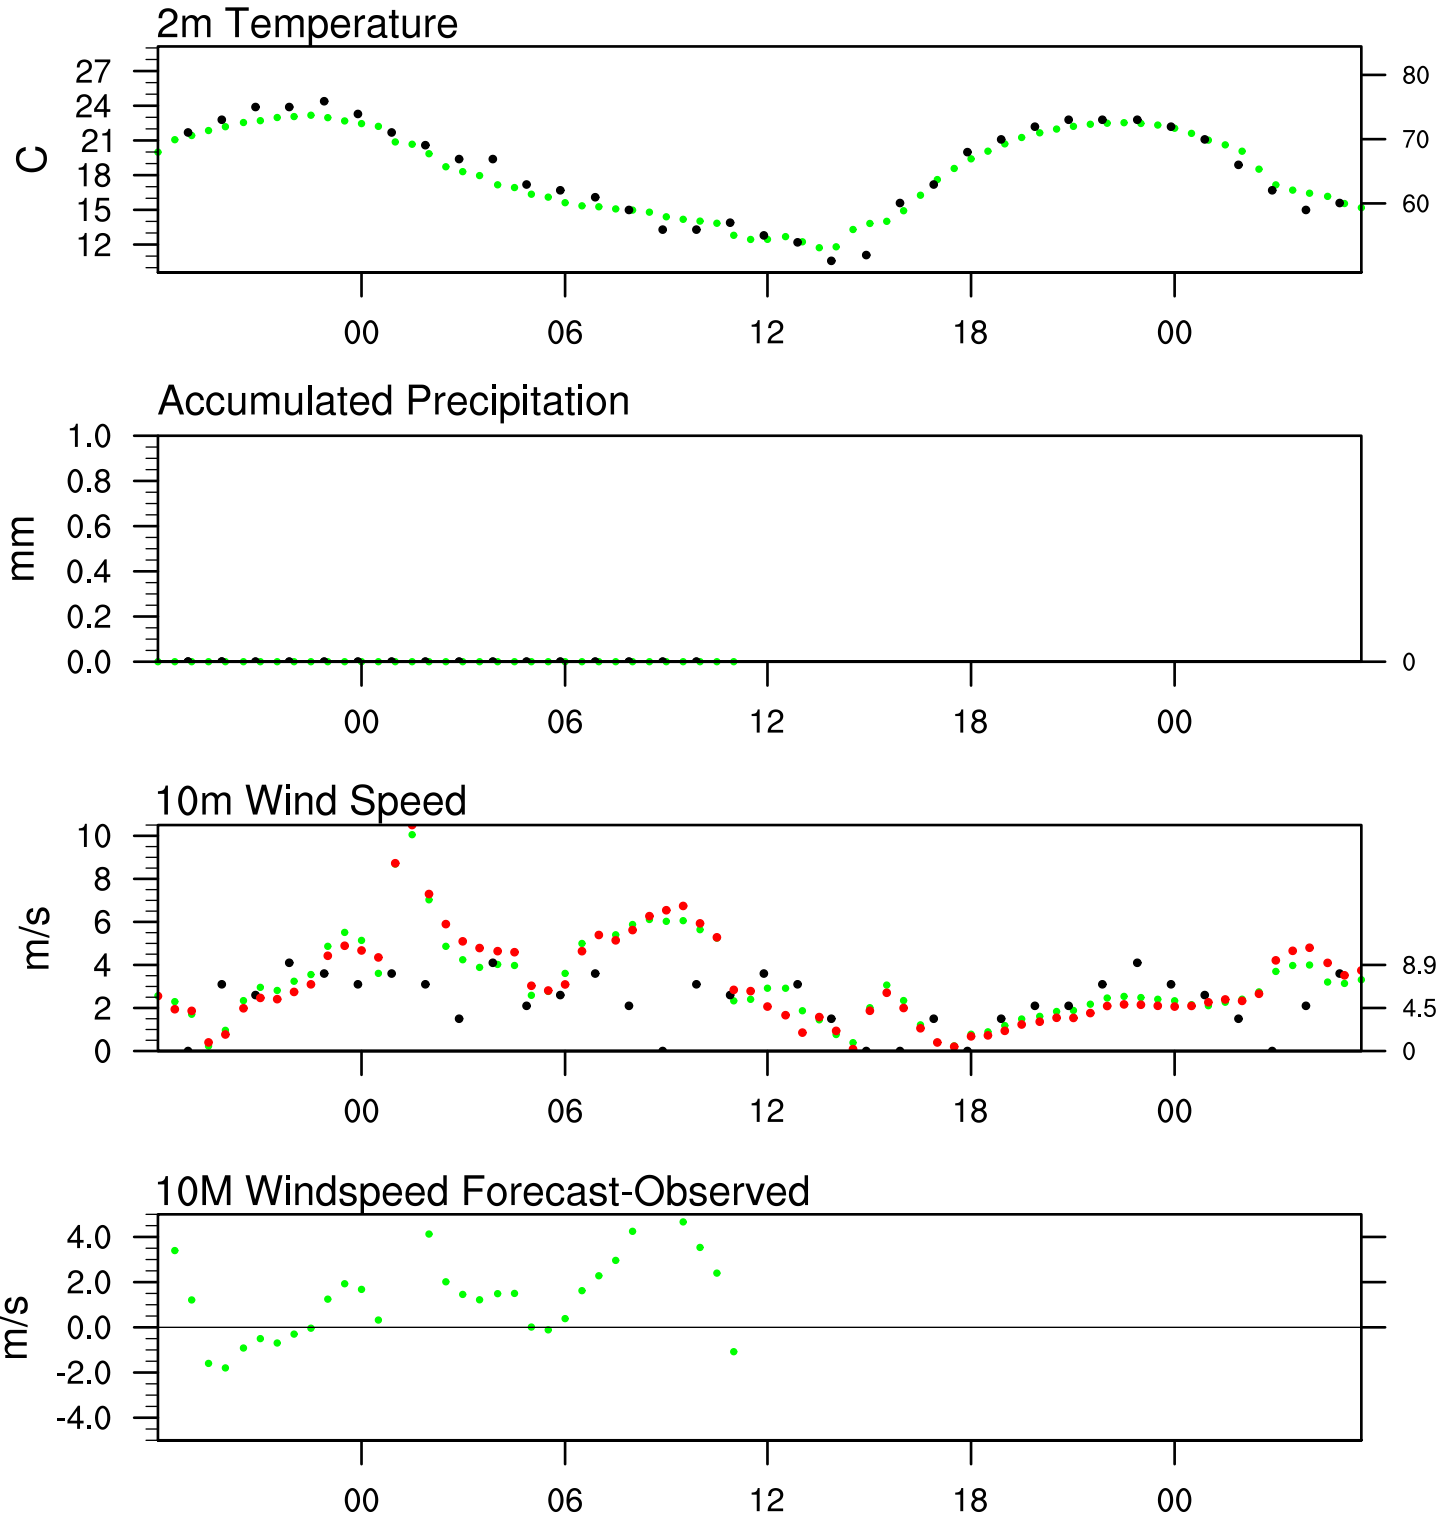 2m Temperature
27
24
21
18
15
12
C
80
70
60
00 06 12 18 00
Accumulated Precipitation
1.0
0.8
0.6
0.4
0.2
0.0
mm
0
00 06 12 18 00
10m Wind Speed
10
8
6
4
2
0
m/s
8.9
4.5
0
00 06 12 18 00
10M Windspeed Forecast-Observed
4.0
2.0
0.0
-2.0
-4.0
m/s
00 06 12 18 00